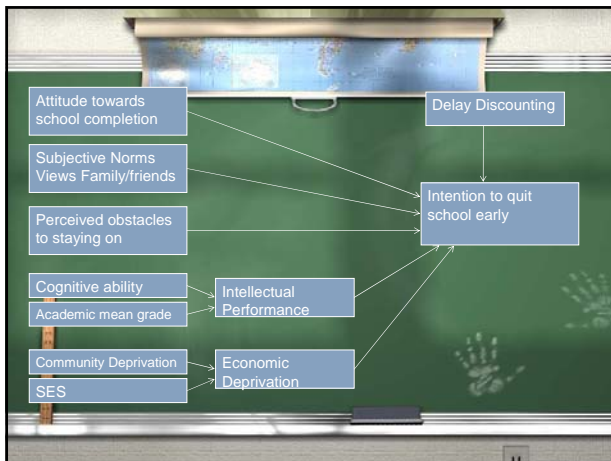 Attitude towards
school completion
Delay Discounting
Subjective Norms
Views Family/friends
Intention to quit
school early
Perceived obstacles
to staying on
Cognitive ability
Intellectual
Performance
Academic mean grade
Community Deprivation
Economic
Deprivation
SES